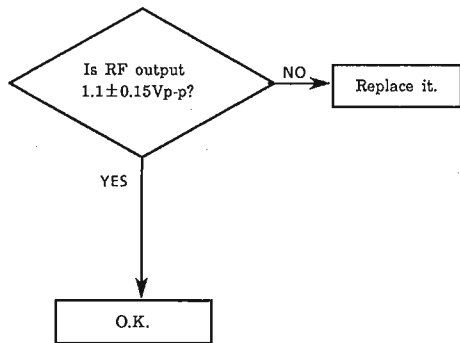 Is RF output
1.1±0.15Vp-p?
NO
Replace it.
YES
O.K.